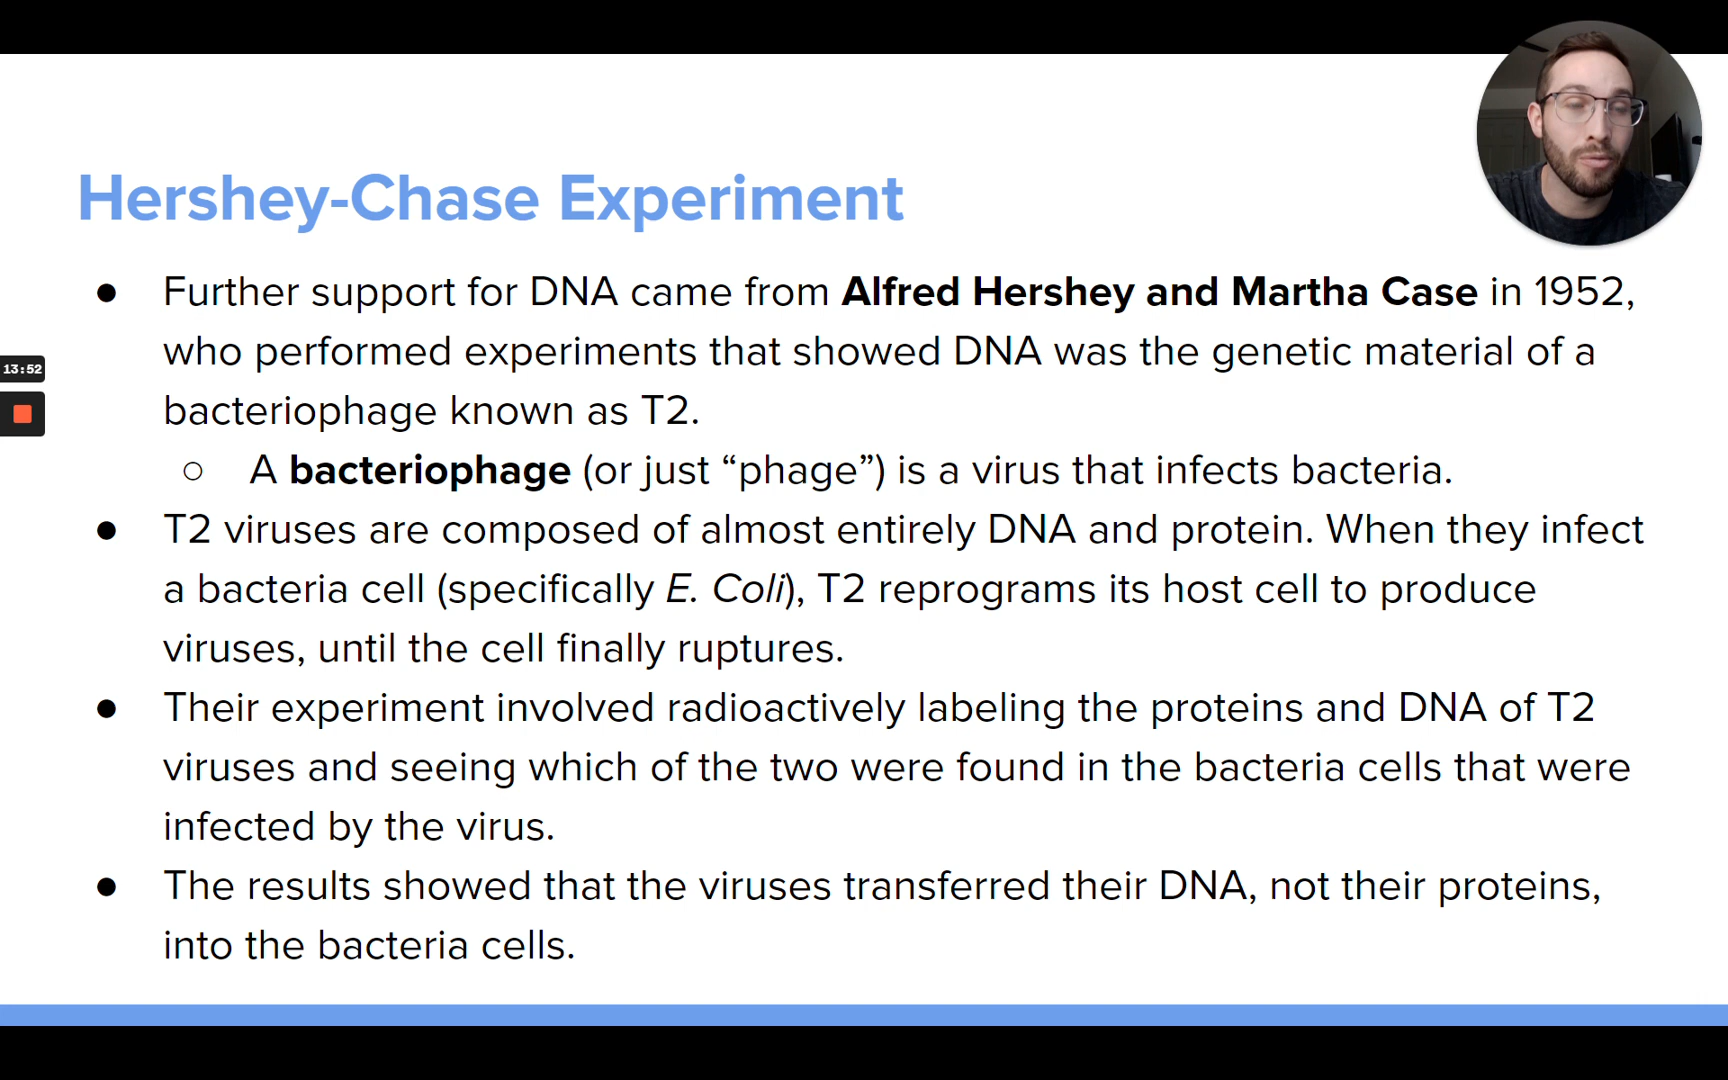 Hershey-Chase Experiment
● Further support for DNA came from Alfred Hershey and Martha Case in 1952,
who performed experiments that showed DNA was the genetic material of a
bacteriophage known as T2.
○ A bacteriophage (or just “phage”) is a virus that infects bacteria.
● T2 viruses are composed of almost entirely DNA and protein. When they infect
a bacteria cell (specifically E. Coli), T2 reprograms its host cell to produce
viruses, until the cell finally ruptures.
● Their experiment involved radioactively labeling the proteins and DNA of T2
viruses and seeing which of the two were found in the bacteria cells that were
infected by the virus.
● The results showed that the viruses transferred their DNA, not their proteins,
into the bacteria cells.
13:52